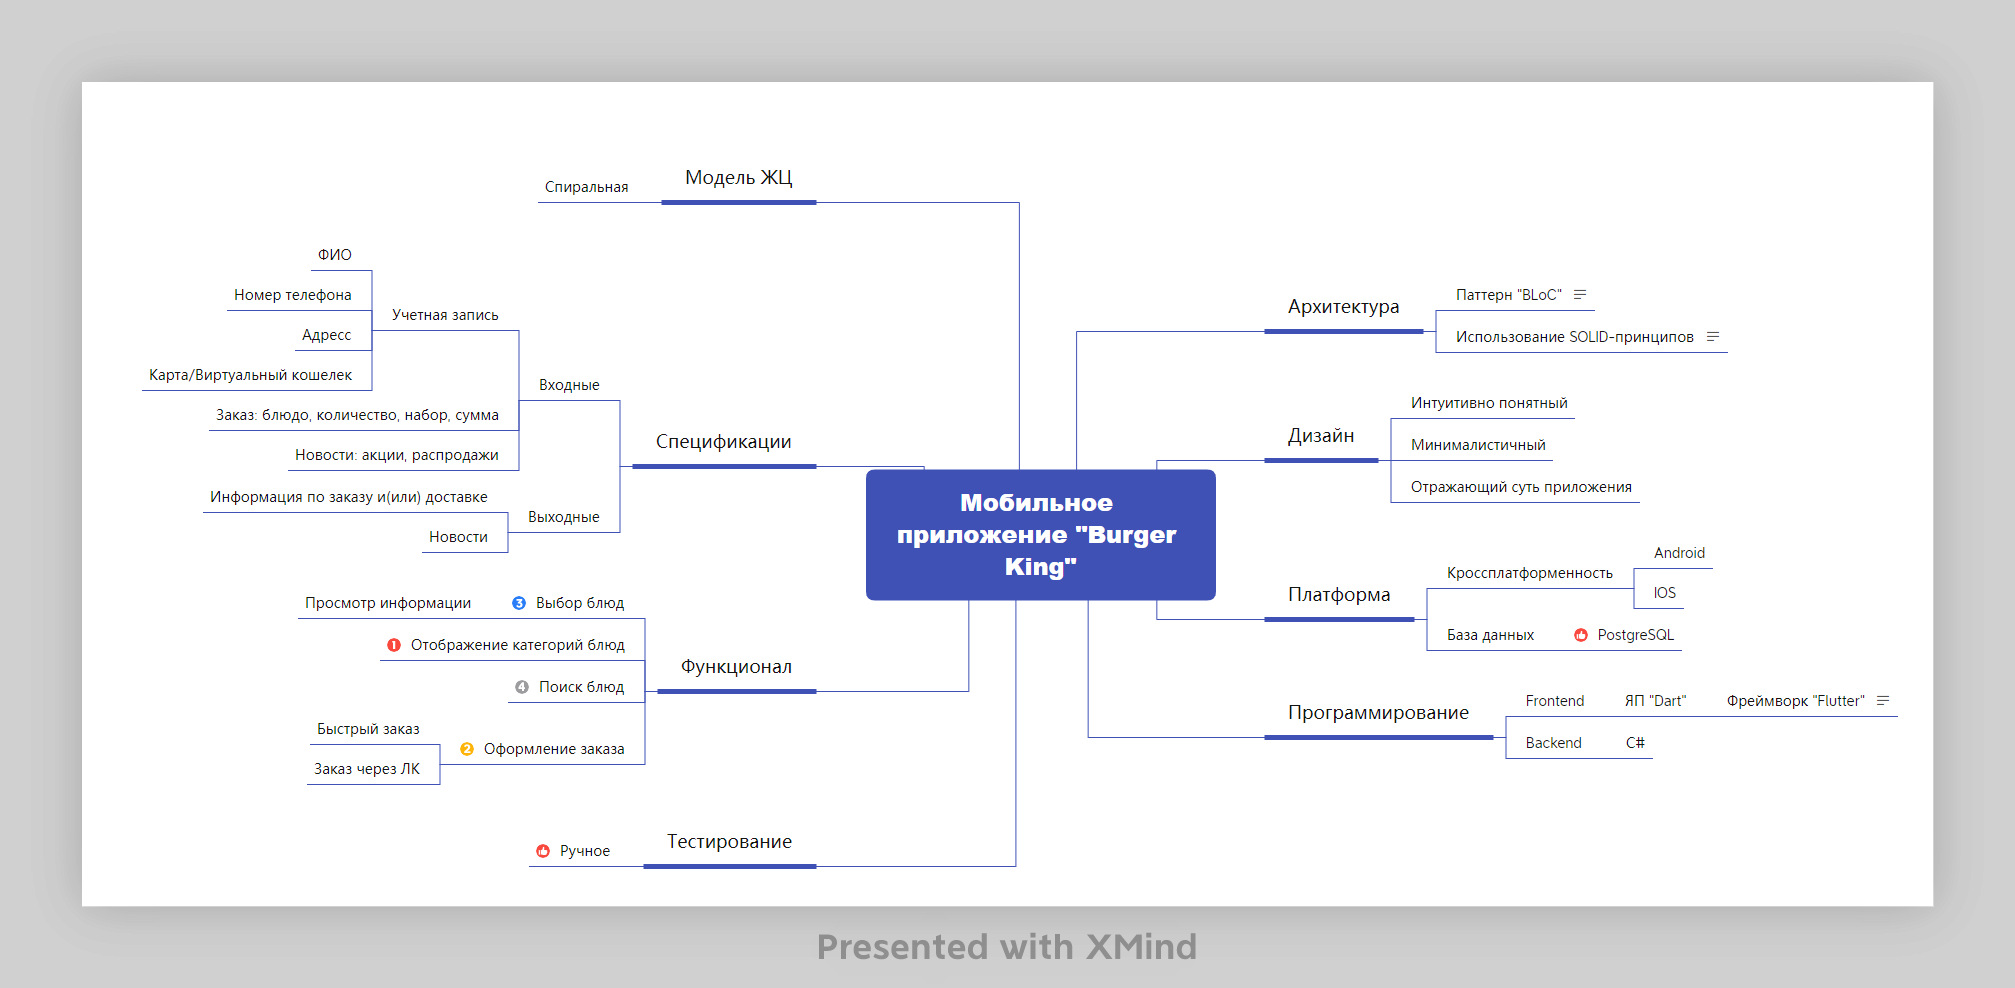 Модель ЖЦ
Спиральная
Спецификации
Входные
Учетная запись
ФИО
Номер телефона
Адресс
Карта/Виртуальный кошелек
Заказ: блюдо, количество, набор, сумма
Новости: акции, распродажи
Выходные
Информация по заказу и(или) доставке
Новости
Функционал
3 Выбор блюд
Просмотр информации
1 Отображение категорий блюд
4 Поиск блюд
2 Оформление заказа
Быстрый заказ
Заказ через ЛК
Тестирование
Ручное
Мобильное
приложение "Burger
King"
Архитектура
Паттерн "BLoC"
Использование SOLID-принципов
Дизайн
Интуитивно понятный
Минималистичный
Отражающий суть приложения
Платформа
Кроссплатформенность
Android
IOS
База данных
PostgreSQL
Программирование
Frontend
ЯП "Dart"
Фреймворк "Flutter"
Backend
C#
Presented with XMind